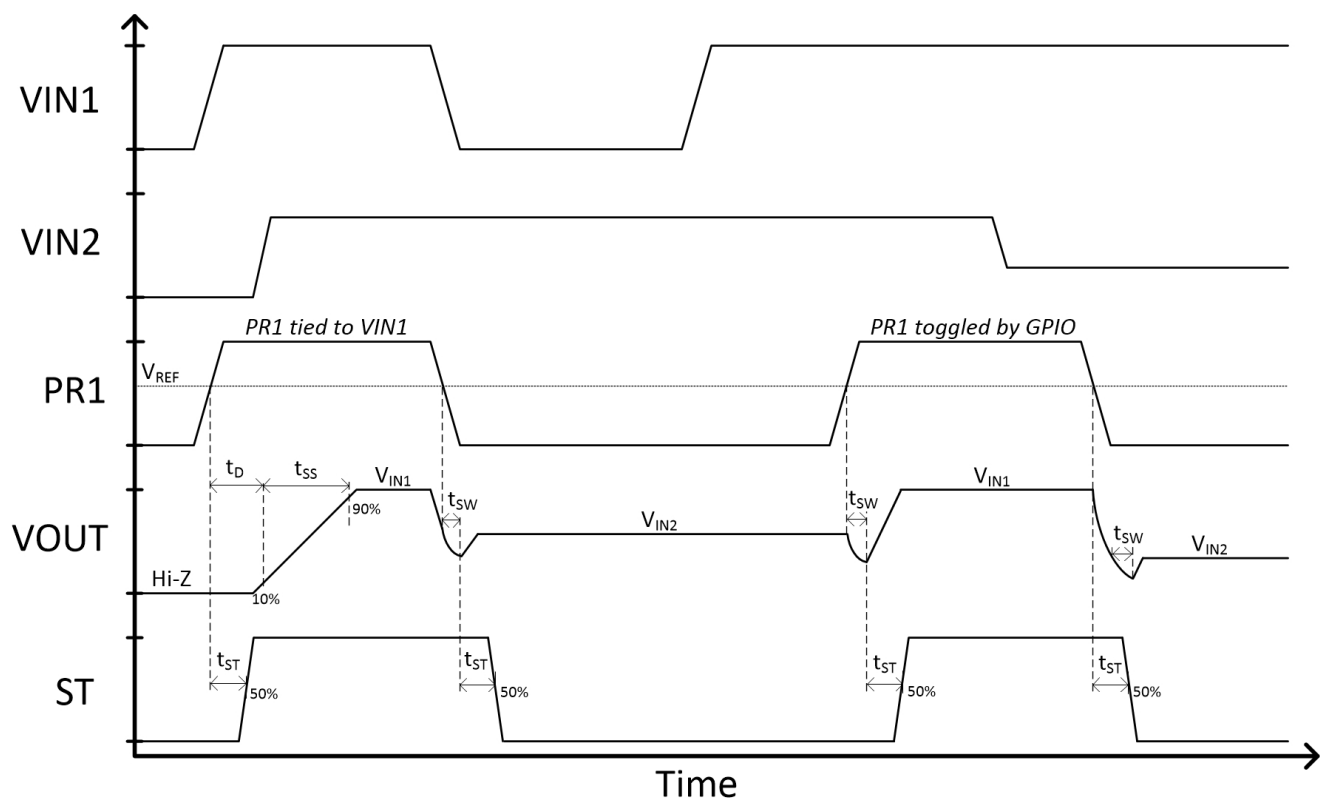 VIN1
VIN2
PR1 tied to VIN1
PR1 toggled by GPIO
VREF
PR1
tD
tSS
VIN1
tSW
VIN2
tSW
VIN1
tSW
VIN2
90%
VOUT
Hi-Z
10%
tST
50%
tST
50%
tST
50%
tST
50%
ST
Time